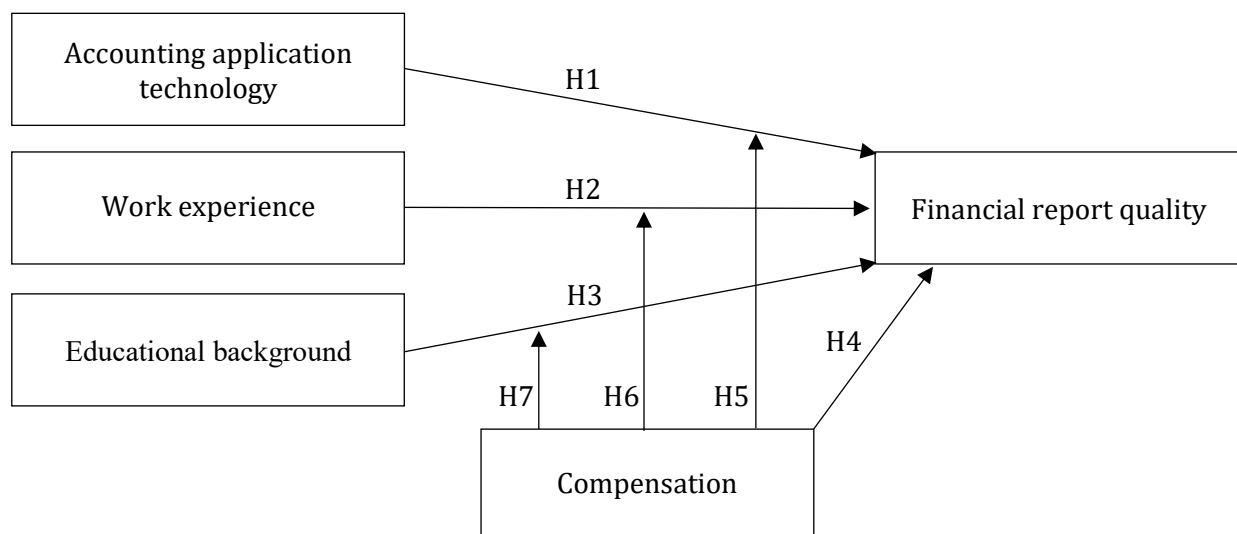 Accounting application
technology
H1
Work experience
H2
Financial report quality
Educational background
H3
H4
H7
H6
H5
Compensation